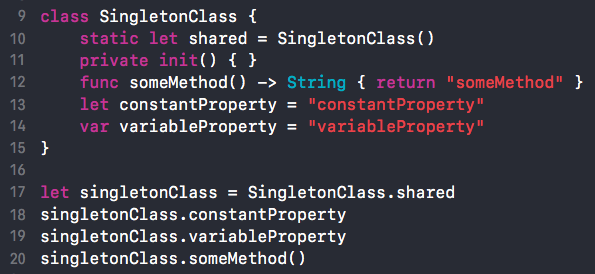 9 class SingletonClass {
10     static let shared = SingletonClass()
11     private init() { }
12     func someMethod() -> String { return "someMethod" }
13     let constantProperty = "constantProperty"
14     var variableProperty = "variableProperty"
15 }
16
17 let singletonClass = SingletonClass.shared
18 singletonClass.constantProperty
19 singletonClass.variableProperty
20 singletonClass.someMethod()